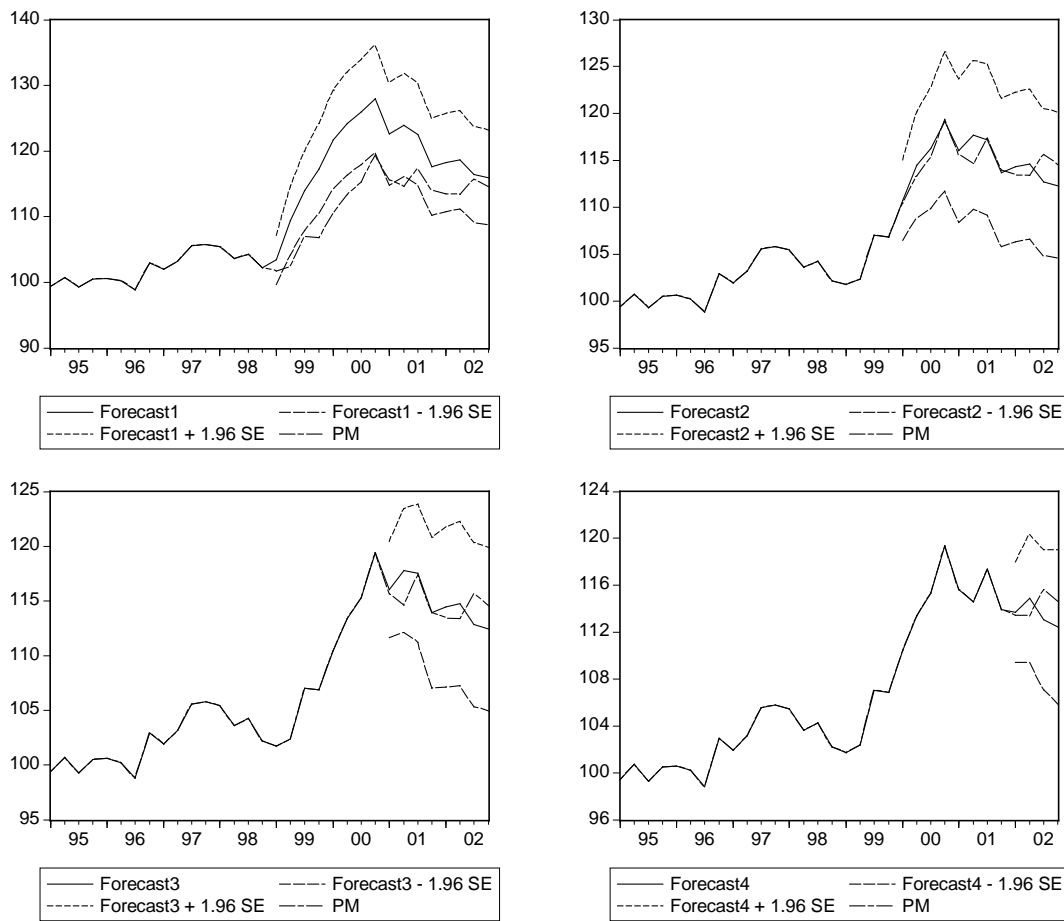 140
130
120
110
100
90
95 96 97 98 99 00 01 02
Forecast1 Forecast1 - 1.96 SE
Forecast1 + 1.96 SE PM
130
125
120
115
110
105
100
95
95 96 97 98 99 00 01 02
Forecast2 Forecast2 - 1.96 SE
Forecast2 + 1.96 SE PM
125
120
115
110
105
100
95
95 96 97 98 99 00 01 02
Forecast3 Forecast3 - 1.96 SE
Forecast3 + 1.96 SE PM
124
120
116
112
108
104
100
96
95 96 97 98 99 00 01 02
Forecast4 Forecast4 - 1.96 SE
Forecast4 + 1.96 SE PM